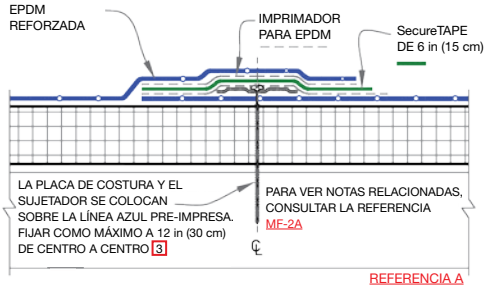 EPDM
REFORZADA
IMPRIMADOR
PARA EPDM
SecureTAPE
DE 6 in (15 cm)
LA PLACA DE COSTURA Y EL
SUJETADOR SE COLOCAN
SOBRE LA LÍNEA AZUL PRE-IMPRESA.
FIJAR COMO MÁXIMO A 12 in (30 cm)
DE CENTRO A CENTRO 3
PARA VER NOTAS RELACIONADAS,
CONSULTAR LA REFERENCIA
MF-2A
℄
REFERENCIA A